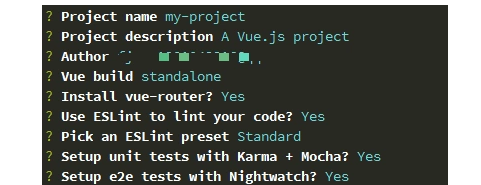 ? Project name my-project
? Project description A Vue.js project
? Author
? Vue build standalone
? Install vue-router? Yes
? Use ESLint to lint your code? Yes
? Pick an ESLint preset Standard
? Setup unit tests with Karma + Mocha? Yes
? Setup e2e tests with Nightwatch? Yes